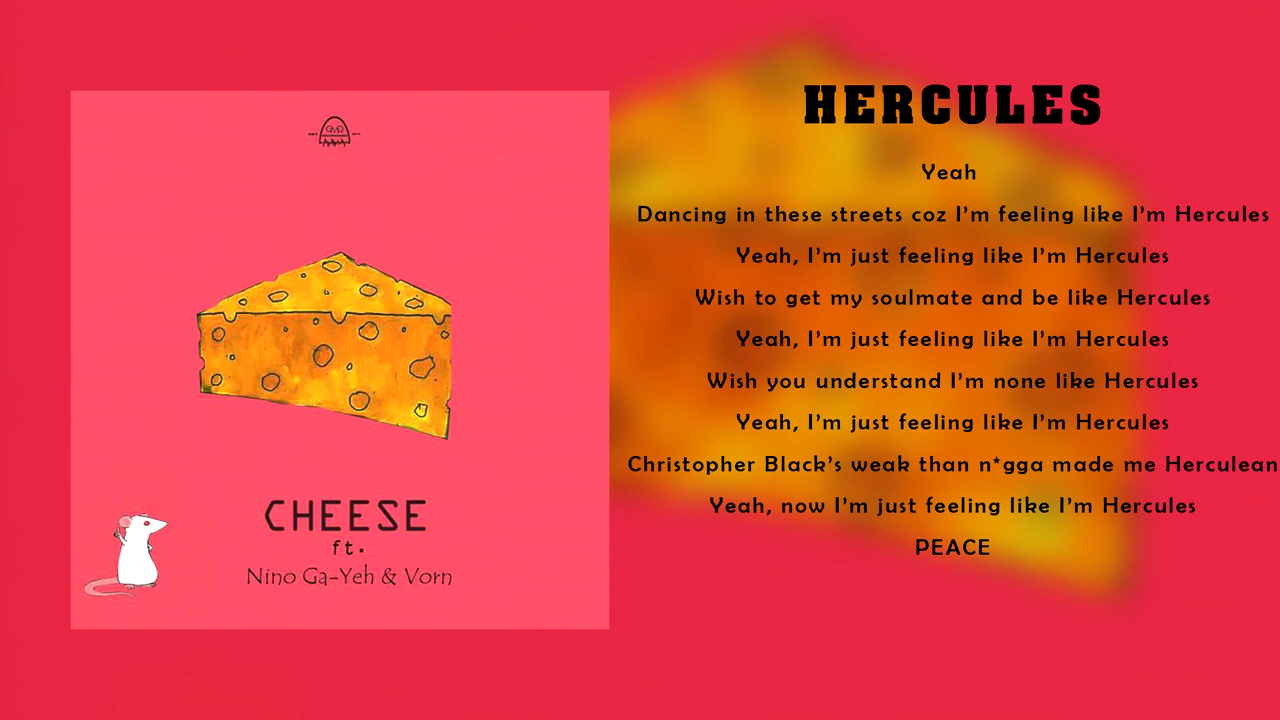 GMR
CHEESE
ft.
Nino Ga-Yeh & Vorn
HERCULES
Yeah
Dancing in these streets coz I'm feeling like I'm Hercules
Yeah, I'm just feeling like I'm Hercules
Wish to get my soulmate and be like Hercules
Yeah, I'm just feeling like I'm Hercules
Wish you understand I'm none like Hercules
Yeah, I'm just feeling like I'm Hercules
Christopher Black's weak than n*gga made me Herculean
Yeah, now I'm just feeling like I'm Hercules
PEACE